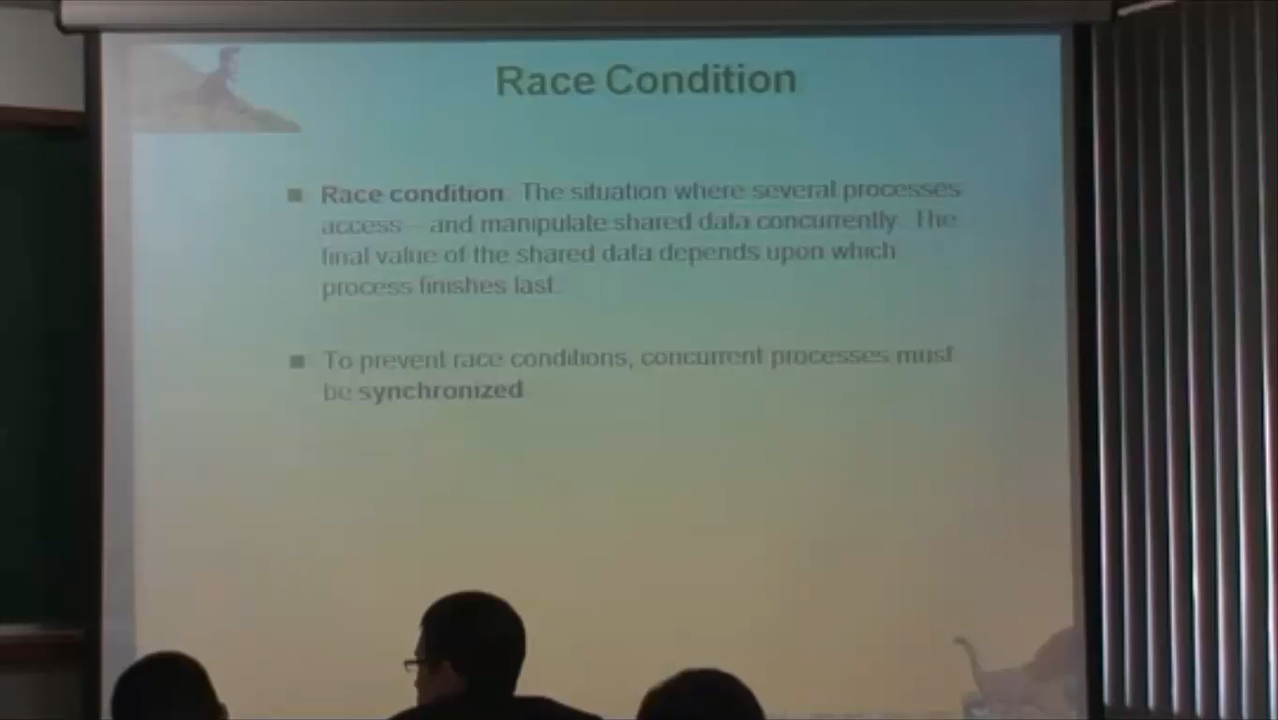 Race Condition
■ Race condition: The situation where several processes
access – and manipulate shared data concurrently. The
final value of the shared data depends upon which
process finishes last.
■ To prevent race conditions, concurrent processes must
be synchronized